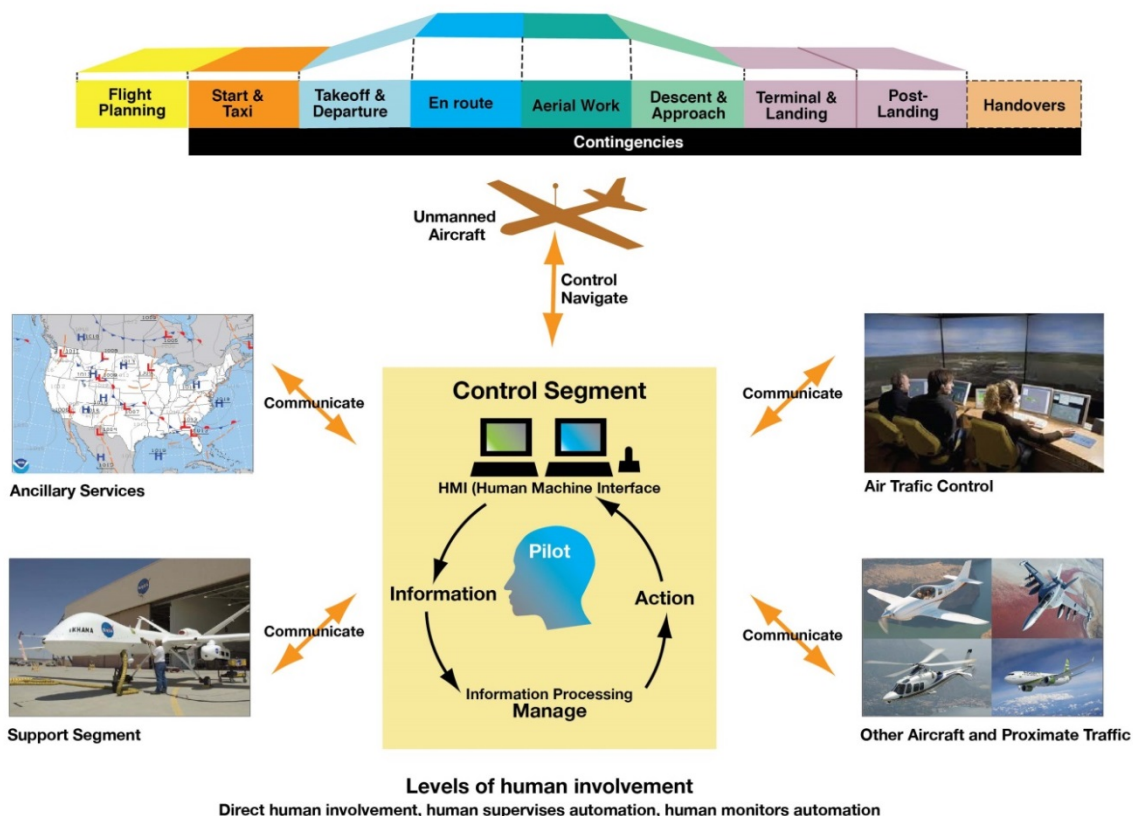 Flight
Planning
Start &
Taxi
Takeoff &
Departure
En route
Aerial Work
Descent &
Approach
Terminal &
Landing
Post-
Landing
Handovers
Contingencies
Unmanned
Aircraft
Control
Navigate
Communicate
Ancillary Services
Control Segment
HMI (Human Machine Interface
Pilot
Information
Action
Information Processing
Manage
Communicate
Air Trafic Control
Communicate
Support Segment
Communicate
Other Aircraft and Proximate Traffic
Levels of human involvement
Direct human involvement, human supervises automation, human monitors automation